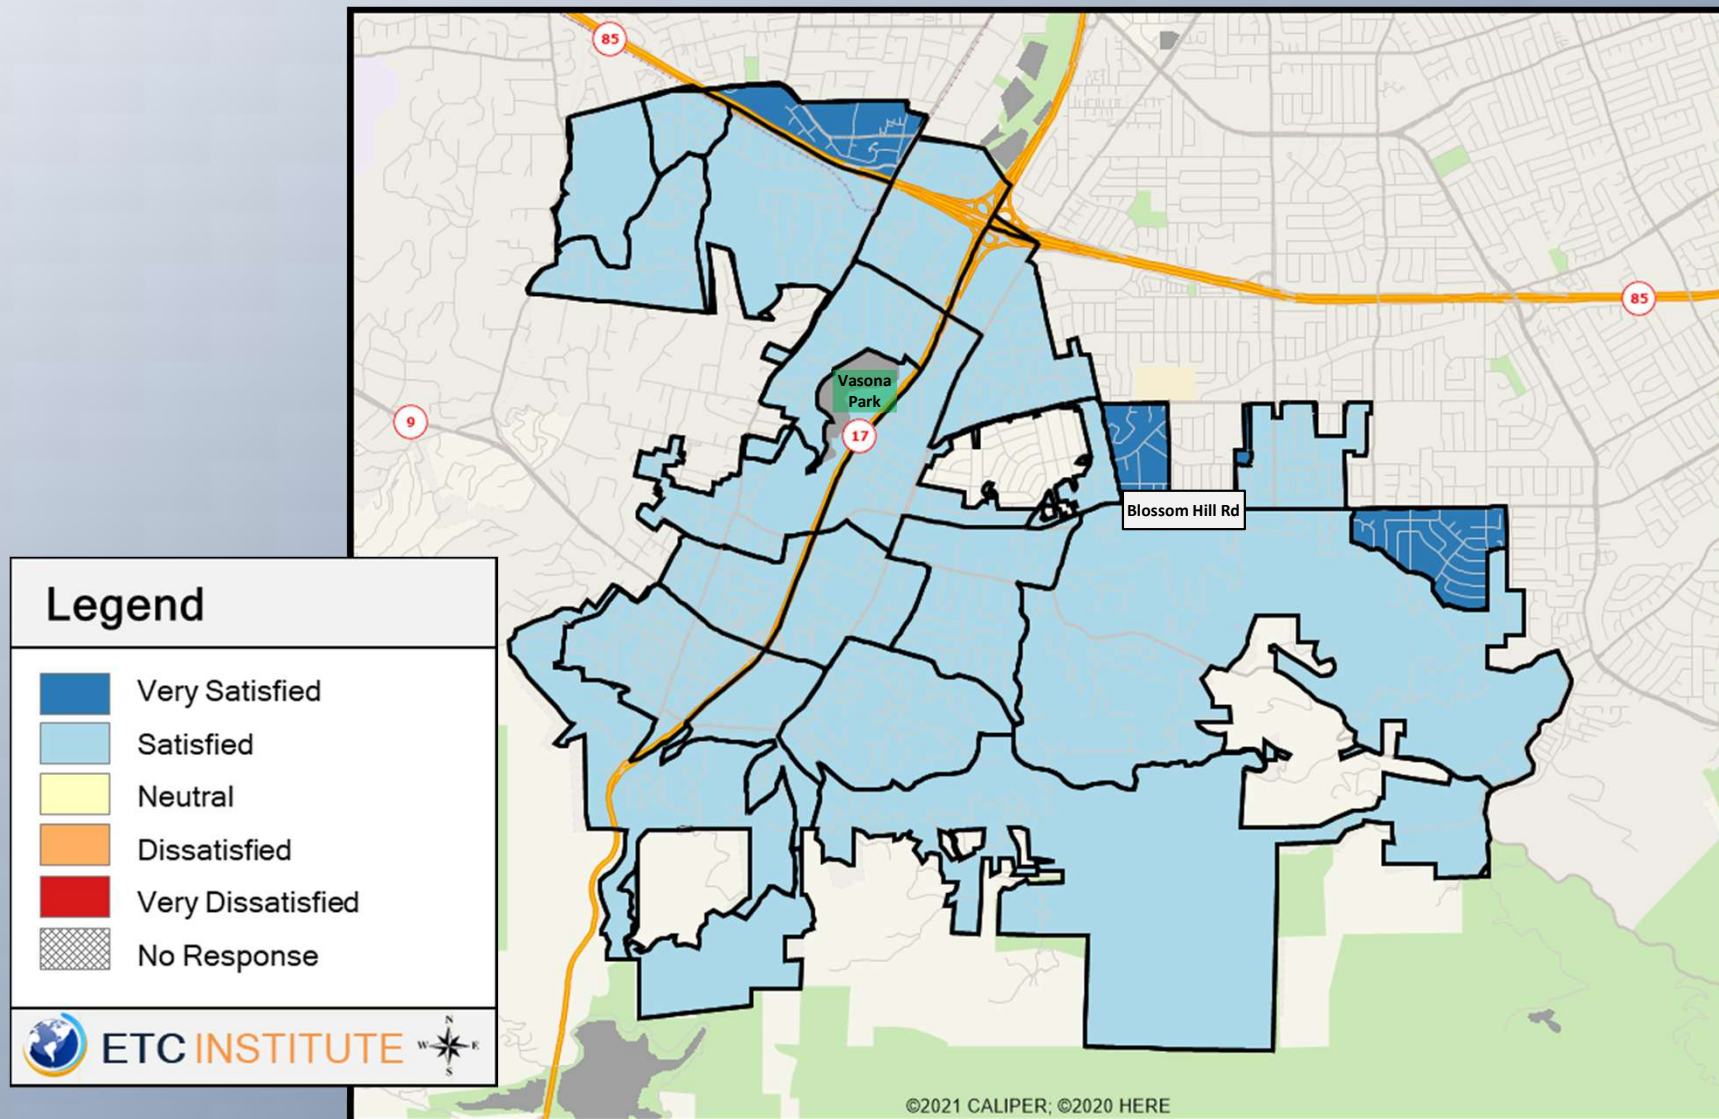 85
85
9
Vasona
Park
17
Blossom Hill Rd
Legend
Very Satisfied
Satisfied
Neutral
Dissatisfied
Very Dissatisfied
No Response
ETC INSTITUTE
N
W E
S
©2021 CALIPER; ©2020 HERE